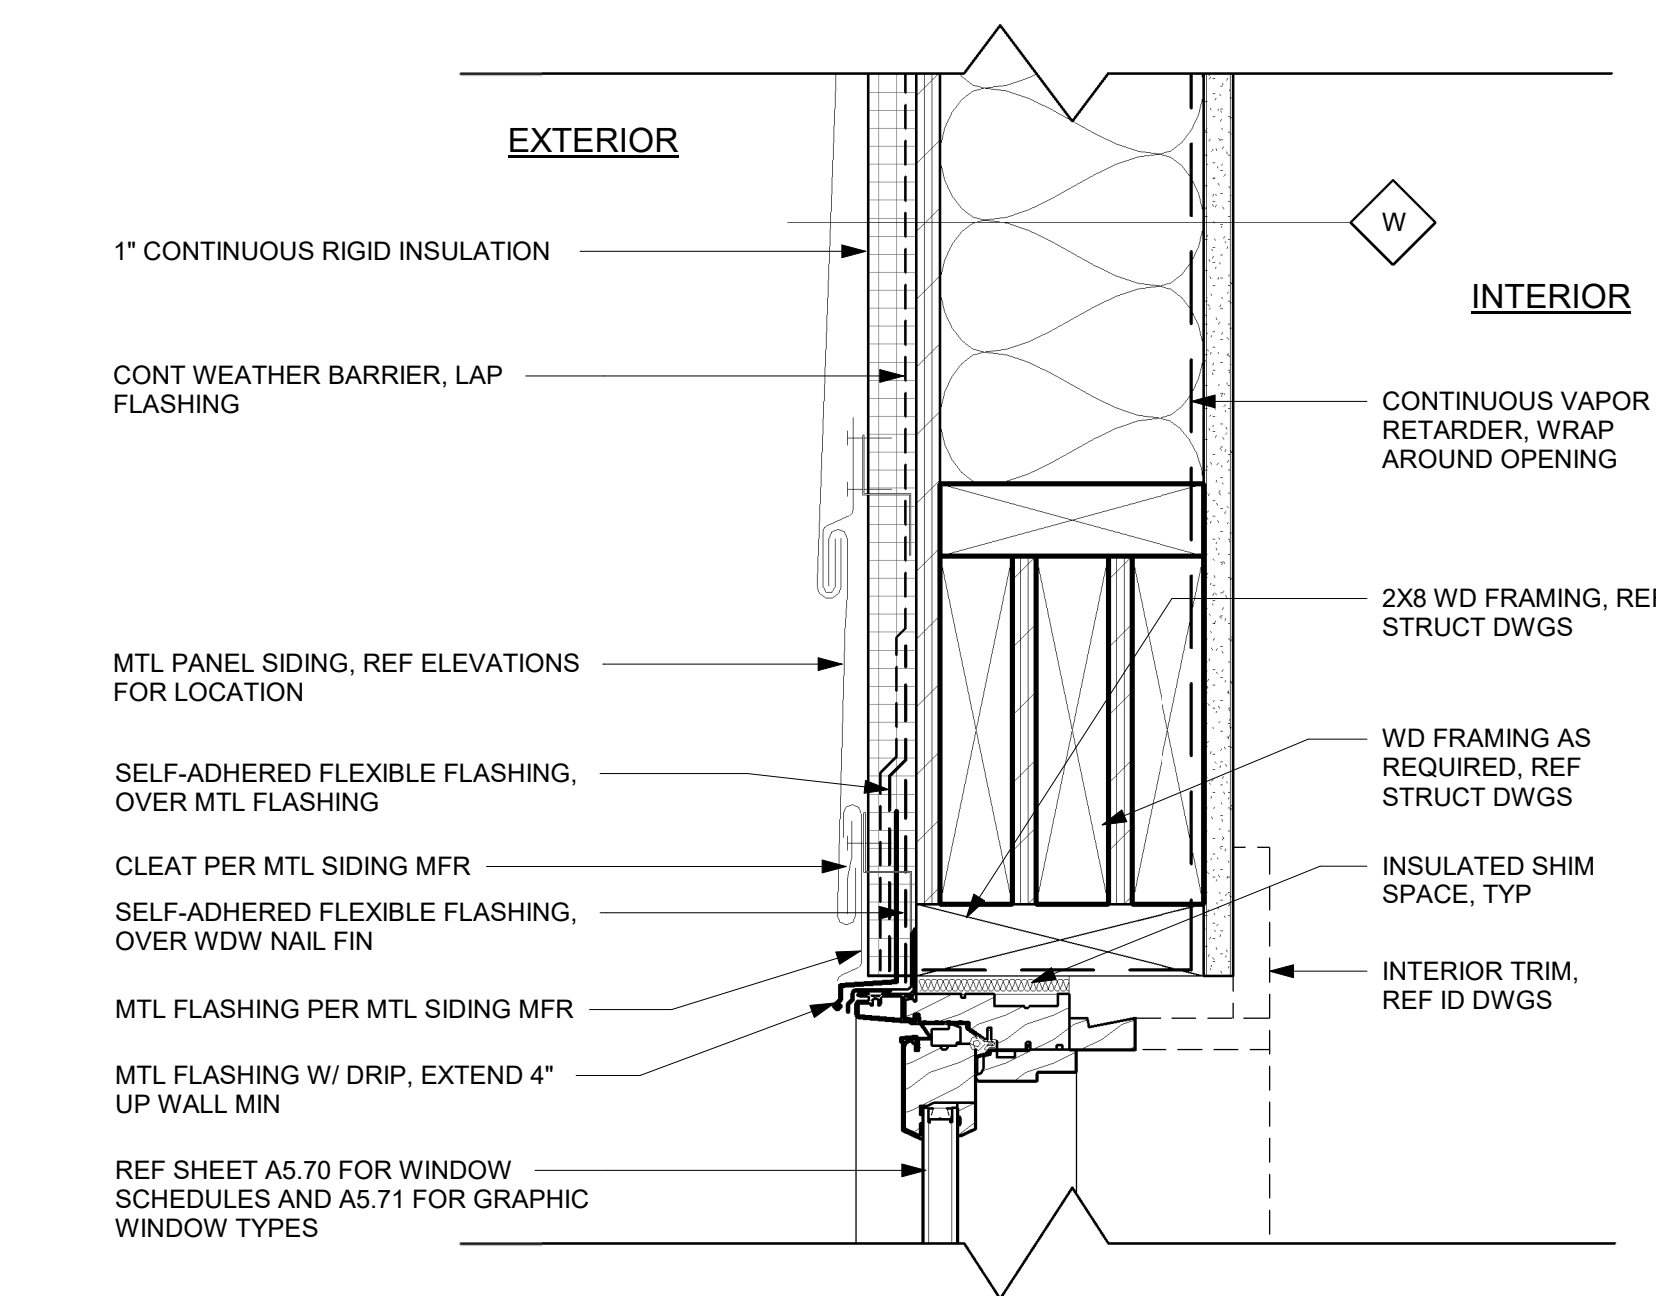 EXTERIOR
1" CONTINUOUS RIGID INSULATION
CONT WEATHER BARRIER, LAP
FLASHING
MTL PANEL SIDING, REF ELEVATIONS
FOR LOCATION
SELF-ADHERED FLEXIBLE FLASHING,
OVER MTL FLASHING
CLEAT PER MTL SIDING MFR
SELF-ADHERED FLEXIBLE FLASHING,
OVER WDW NAIL FIN
MTL FLASHING PER MTL SIDING MFR
MTL FLASHING W/ DRIP, EXTEND 4"
UP WALL MIN
REF SHEET A5.70 FOR WINDOW
SCHEDULES AND A5.71 FOR GRAPHIC
WINDOW TYPES
W
INTERIOR
CONTINUOUS VAPOR
RETARDER, WRAP
AROUND OPENING
2X8 WD FRAMING, REF
STRUCT DWGS
WD FRAMING AS
REQUIRED, REF
STRUCT DWGS
INSULATED SHIM
SPACE, TYP
INTERIOR TRIM,
REF ID DWGS